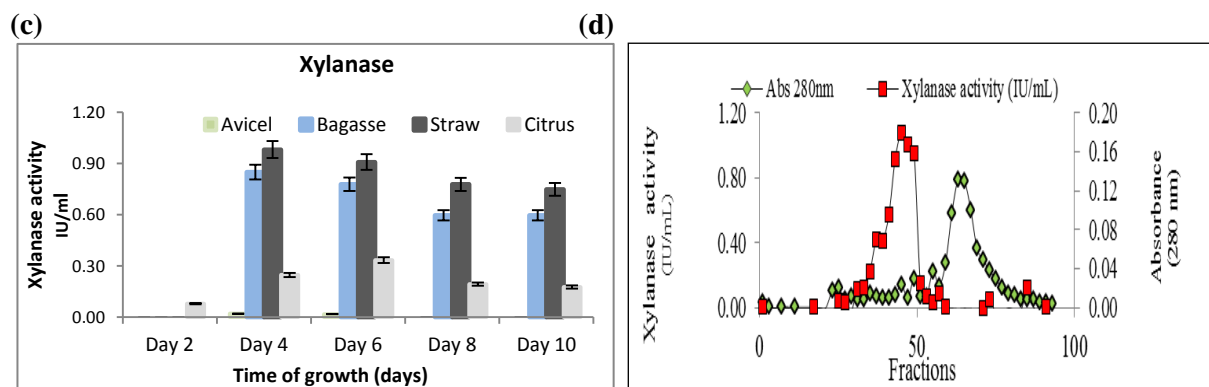 (c)
Xylanase
Xylanase activity
IU/ml
1.20
0.90
0.60
0.30
0.00
Avicel Bagasse Straw Citrus
Day 2 Day 4 Day 6 Day 8 Day 10
Time of growth (days)
(d)
Abs 280nm Xylanase activity (IU/mL)
Xylanase activity
(IU/mL)
1.20
0.80
0.40
0.00
0.20
0.16
0.12
0.08
0.04
0.00
Absorbance
(280 nm)
0 50 100
Fractions